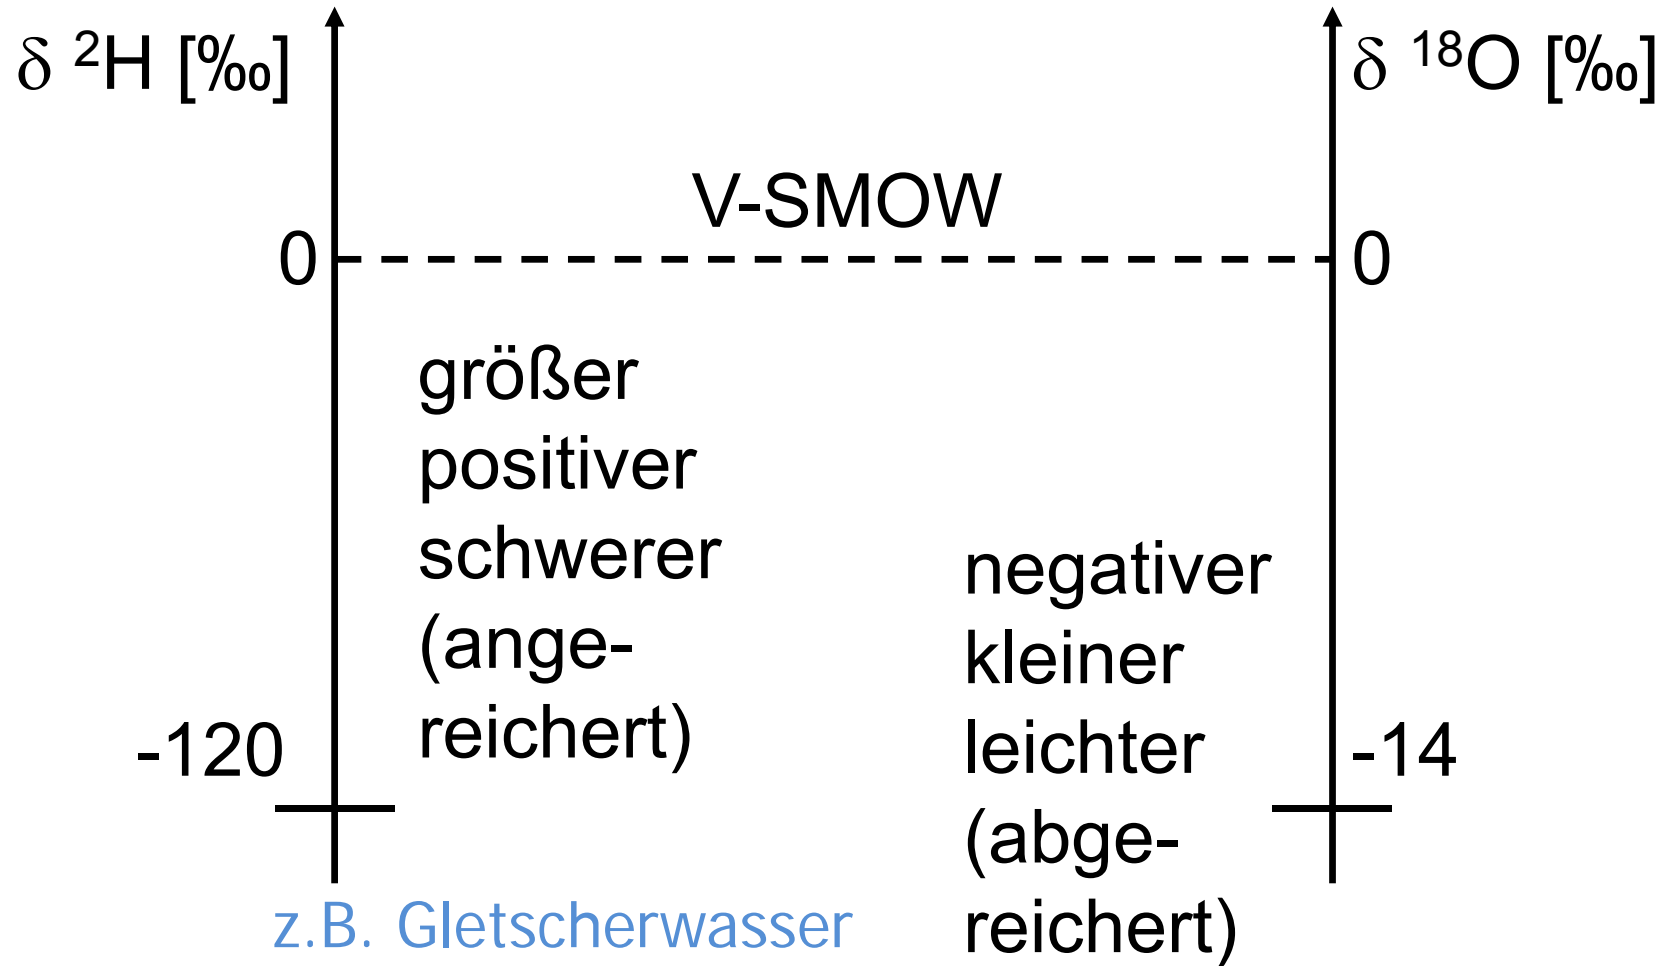 δ ²H [‰]
δ ¹⁸O [‰]
V-SMOW
0
0
größer
positiver
schwerer
(ange-
reichert)
negativer
kleiner
leichter
(abge-
reichert)
-120
-14
z.B. Gletscherwasser